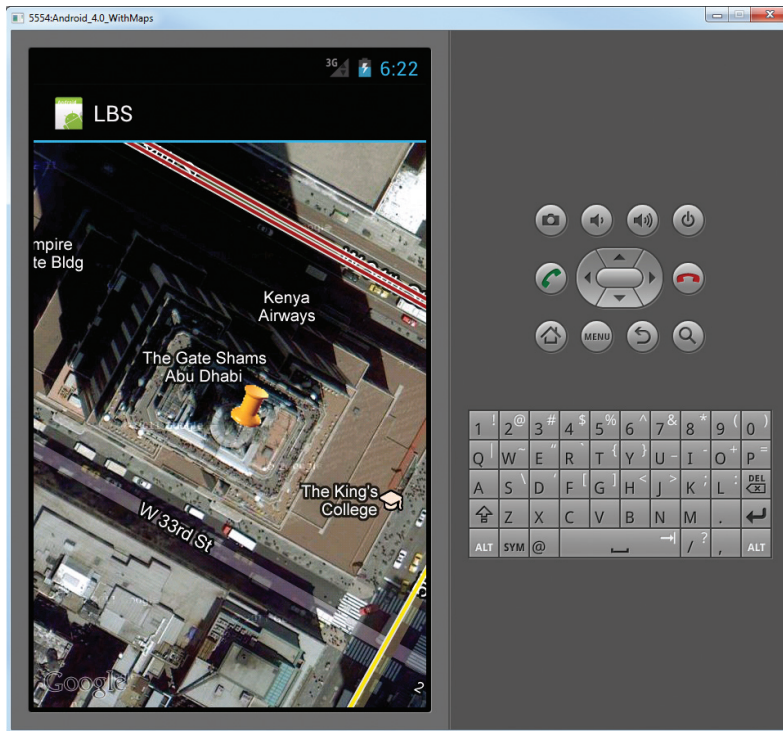 5554:Android_4.0_WithMaps
3G
6:22
LBS
mpire
te Bldg
Kenya
Airways
The Gate Shams
Abu Dhabi
The King's
College
W 33rd St
Google
2
MENU
1 ! 2 @ 3 # 4 $ 5 % 6 ^ 7 & 8 * 9 ( 0 )
Q | W ~ E " R ` T { Y } U _ I - O + P =
A S \ D ' F [ G ] H < J > K ; L : DEL
Z X C V B N M .
ALT SYM @ / ? , ALT